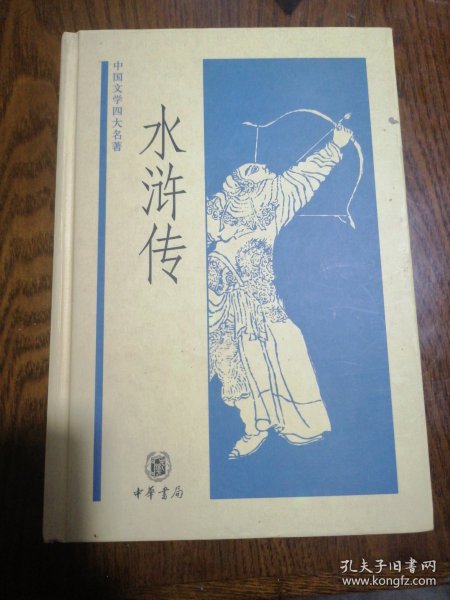 中国文学四大名著
水浒传
中華書局
孔夫子旧书网
www.kongfz.com